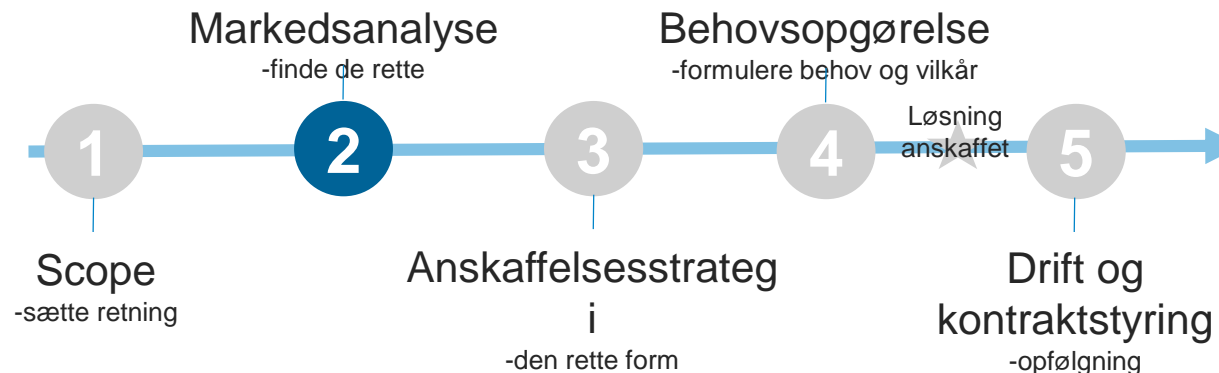 Markedsanalyse
-finde de rette
Behovsopgørelse
-formulere behov og vilkår
Løsning
anskaffet
1
2
3
4
5
Scope
-sætte retning
Anskaffelsesstrateg
i
-den rette form
Drift og
kontraktstyring
-opfølgning